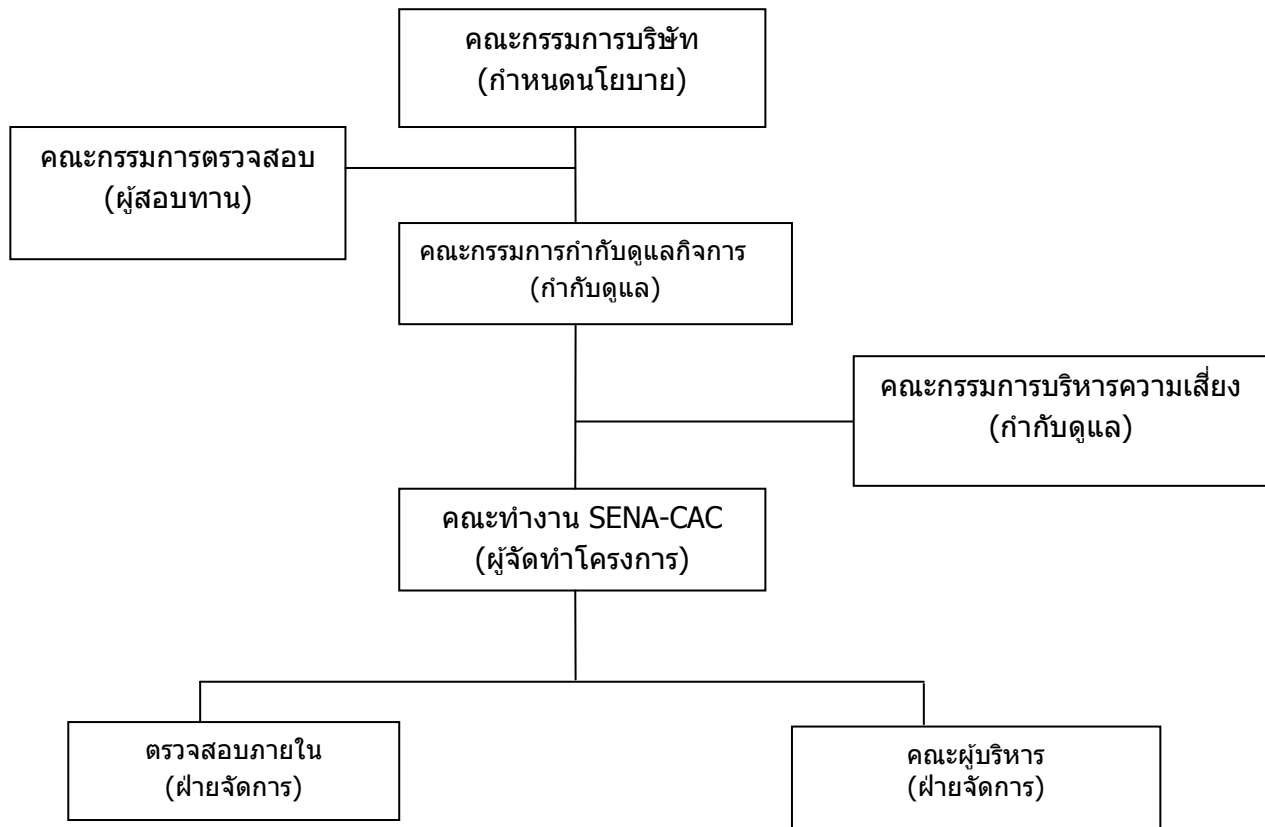 คณะกรรมการบริษัท
(กำหนดนโยบาย)
คณะกรรมการตรวจสอบ
(ผู้สอบทาน)
คณะกรรมการกำกับดูแลกิจการ
(กำกับดูแล)
คณะกรรมการบริหารความเสี่ยง
(กำกับดูแล)
คณะทำงาน SENA-CAC
(ผู้จัดทำโครงการ)
ตรวจสอบภายใน
(ฝ่ายจัดการ)
คณะผู้บริหาร
(ฝ่ายจัดการ)